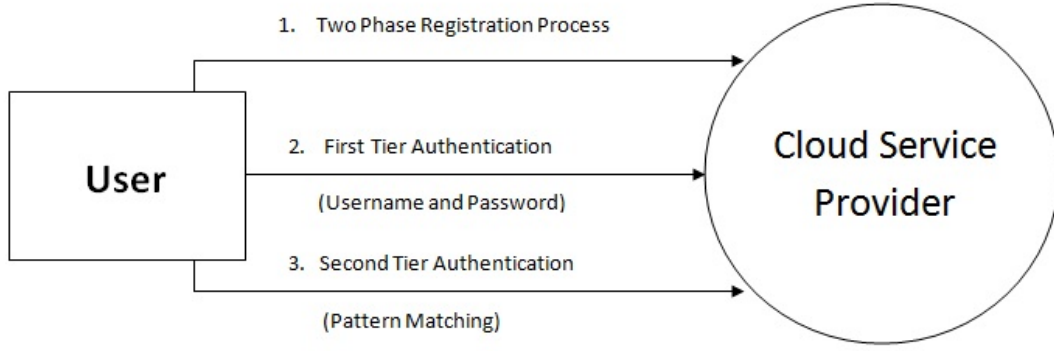 1. Two Phase Registration Process
User
2. First Tier Authentication
(Username and Password)
3. Second Tier Authentication
(Pattern Matching)
Cloud Service
Provider